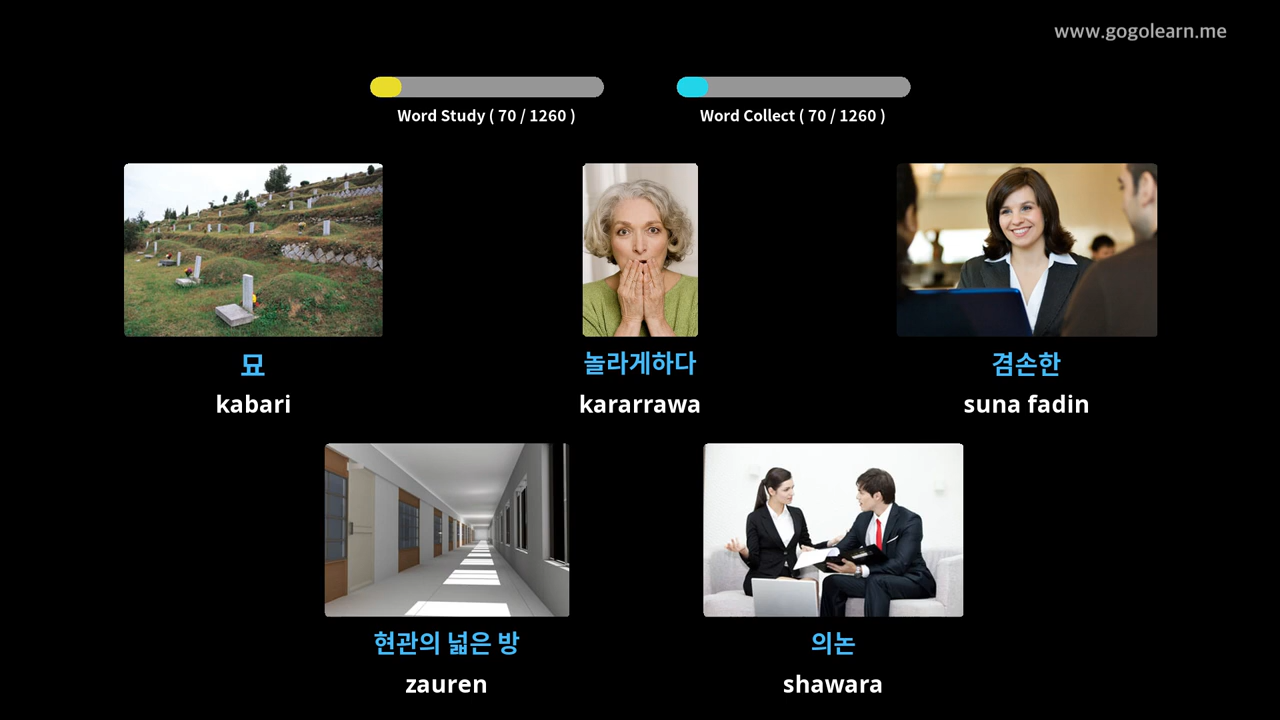 www.gogolearn.me
Word Study ( 70 / 1260 )
Word Collect ( 70 / 1260 )
묘
kabari
놀라게하다
kararrawa
겸손한
suna fadin
현관의 넓은 방
zauren
의논
shawara